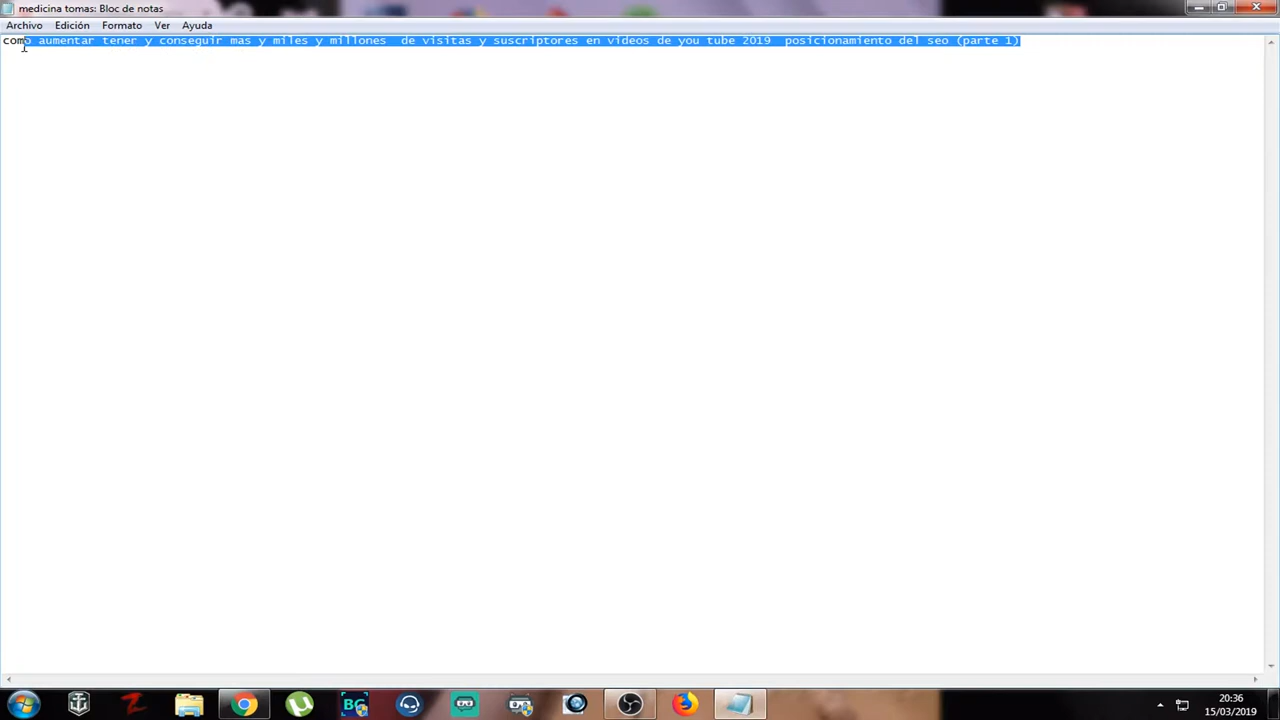 medicina tomas: Bloc de notas
Archivo Edición Formato Ver Ayuda
como aumentar tener y conseguir mas y miles y millones  de visitas y suscriptores en videos de you tube 2019  posicionamiento del seo (parte 1)
BG
20:36
15/03/2019